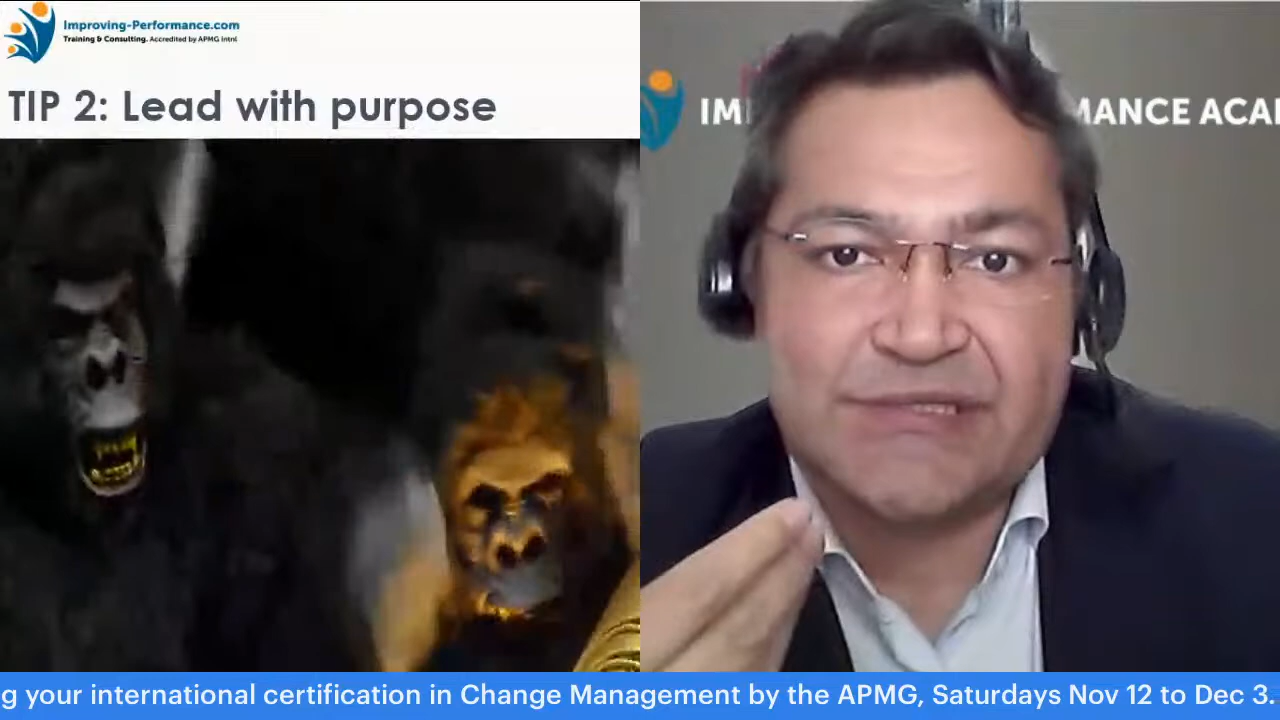 Improving-Performance.com
Training & Consulting. Accredited by APMG Intnl
TIP 2: Lead with purpose
IM MANCE ACA
g your international certification in Change Management by the APMG, Saturdays Nov 12 to Dec 3.